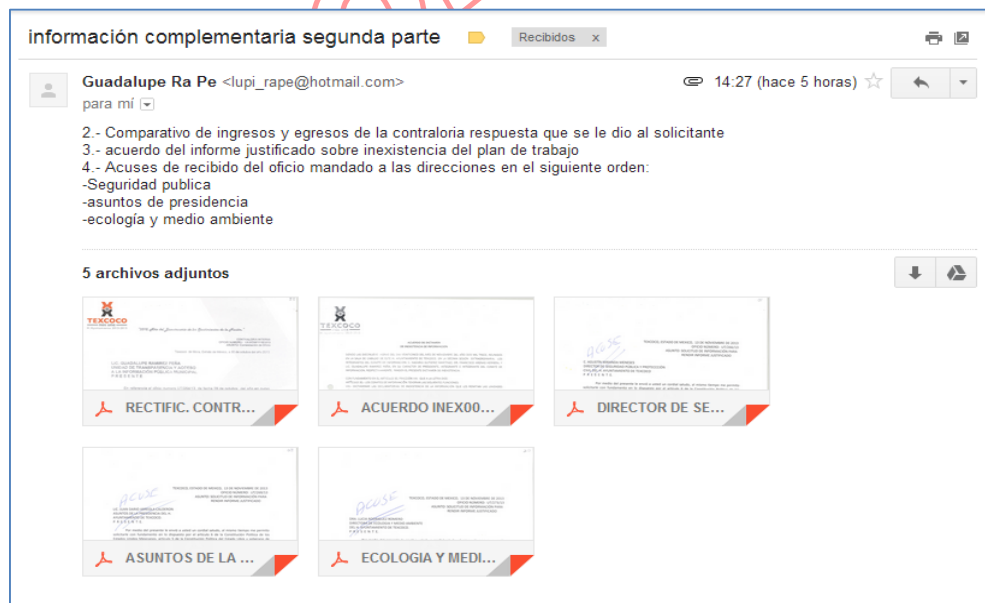 información complementaria segunda parte
Recibidos x
Guadalupe Ra Pe <lupi_rape@hotmail.com>
14:27 (hace 5 horas)
para mí
2.- Comparativo de ingresos y egresos de la contraloria respuesta que se le dio al solicitante
3.- acuerdo del informe justificado sobre inexistencia del plan de trabajo
4.- Acuses de recibido del oficio mandado a las direcciones en el siguiente orden:
-Seguridad publica
-asuntos de presidencia
-ecología y medio ambiente
5 archivos adjuntos
TEXCOCO
TEXCOCO
ACUSE
RECTIFIC. CONTR...
ACUERDO INEX00...
DIRECTOR DE SE...
ACUSE
ACUSE
ASUNTOS DE LA ...
ECOLOGIA Y MEDI...